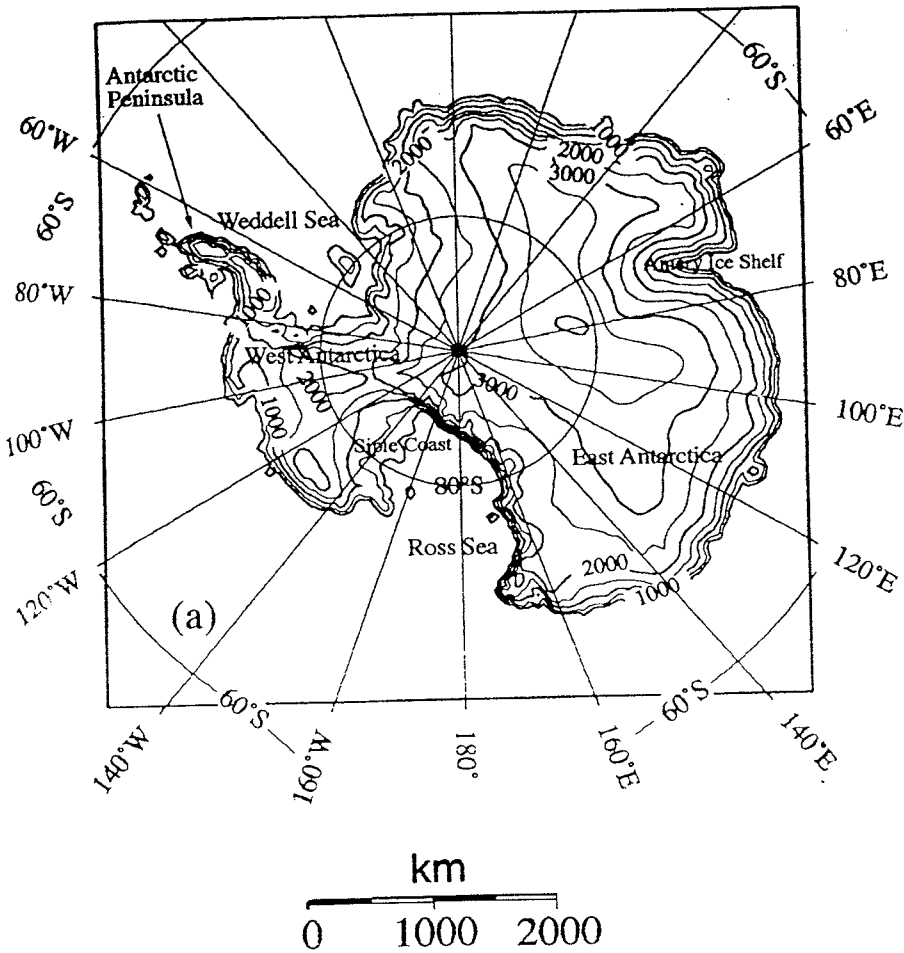 60°S
Antarctic
Peninsula
60°W
60°E
1000
2000
2000
3000
60°S
Weddell Sea
Amery Ice Shelf
80°E
80°W
West Antarctica
2000
3000
1000
100°E
100°W
Siple Coast
East Antarctica
80°S
60°S
Ross Sea
2000
120°E
1000
120°W
(a)
60°S
60°S
140°W
160°W
180°
160°E
140°E
km
0 1000 2000